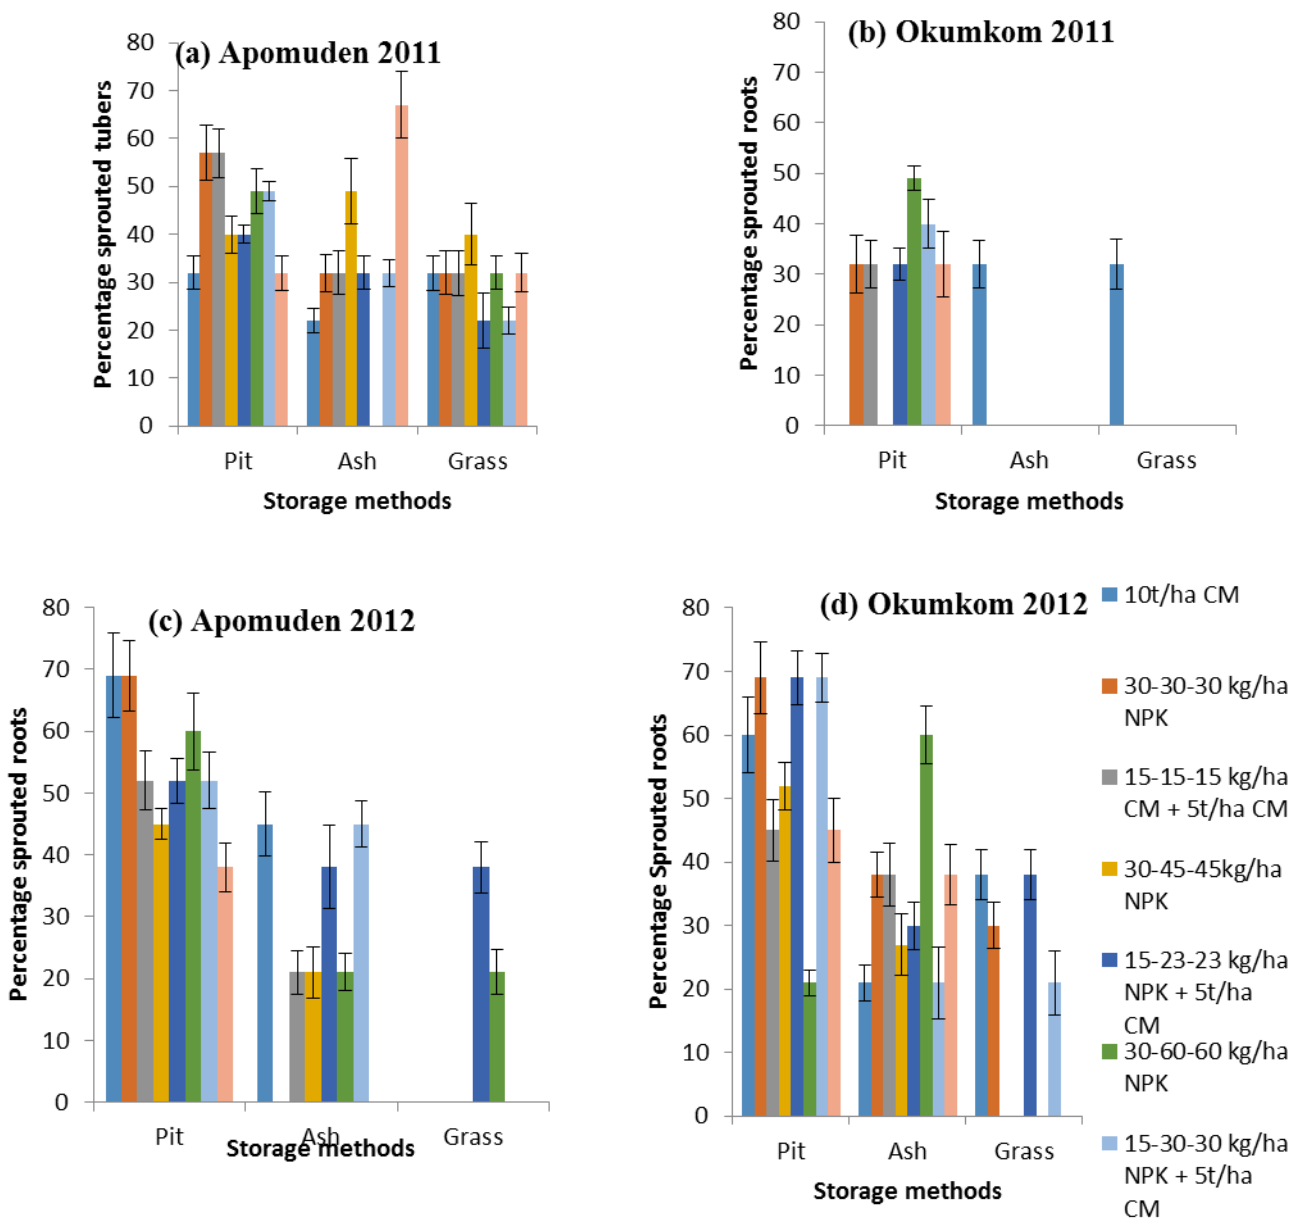 (a) Apomuden 2011
Percentage sprouted tubers
80
70
60
50
40
30
20
10
0
Pit Ash Grass
Storage methods
(b) Okumkom 2011
Percentage sprouted roots
80
70
60
50
40
30
20
10
0
Pit Ash Grass
Storage methods
(c) Apomuden 2012
Percentage sprouted roots
80
70
60
50
40
30
20
10
0
Pit Ash Grass
Storage methods
(d) Okumkom 2012
Percentage Sprouted roots
80
70
60
50
40
30
20
10
0
Pit Ash Grass
Storage methods
10t/ha CM
30-30-30 kg/ha
NPK
15-15-15 kg/ha
CM + 5t/ha CM
30-45-45kg/ha
NPK
15-23-23 kg/ha
NPK + 5t/ha
CM
30-60-60 kg/ha
NPK
15-30-30 kg/ha
NPK + 5t/ha
CM